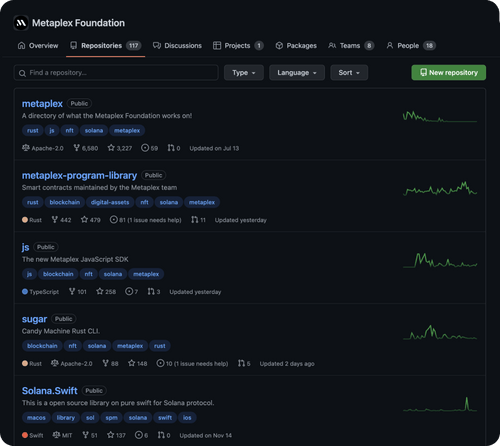 Metaplex Foundation
Overview Repositories 117 Discussions Projects 1 Packages Teams 8 People 18
Find a repository... Type Language Sort New repository
metaplex Public
A directory of what the Metaplex Foundation works on!
rust js nft solana metaplex
Apache-2.0 6,580 3,227 59 0 Updated on Jul 13
metaplex-program-library Public
Smart contracts maintained by the Metaplex team
rust blockchain digital-assets nft solana metaplex
Rust 442 479 81 (1 issue needs help) 11 Updated yesterday
js Public
The new Metaplex JavaScript SDK
js blockchain nft solana metaplex
TypeScript 101 258 7 3 Updated yesterday
sugar Public
Candy Machine Rust CLI.
blockchain nft solana metaplex rust
Rust Apache-2.0 88 148 10 (1 issue needs help) 5 Updated 2 days ago
Solana.Swift Public
This is a open source library on pure swift for Solana protocol.
macos library sol spm solana swift ios
Swift MIT 51 137 6 0 Updated on Nov 14